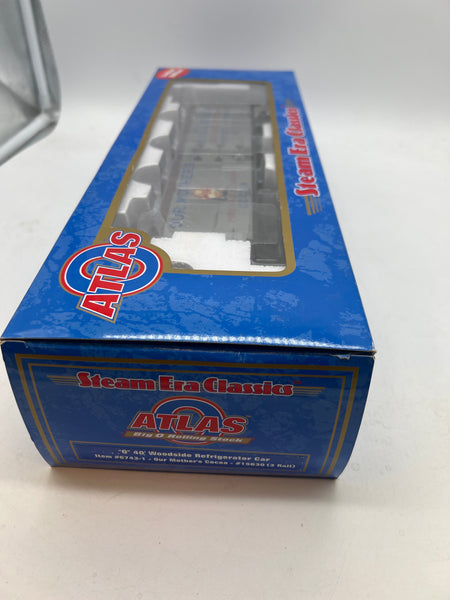 Steam Era Classics
ATLAS
Steam Era Classics
ATLAS
Big O Rolling Stock
"O" 40' Woodside Refrigerator Car
Item #6743-1 - Our Mother's Cocoa - #1563 (3 Rail)